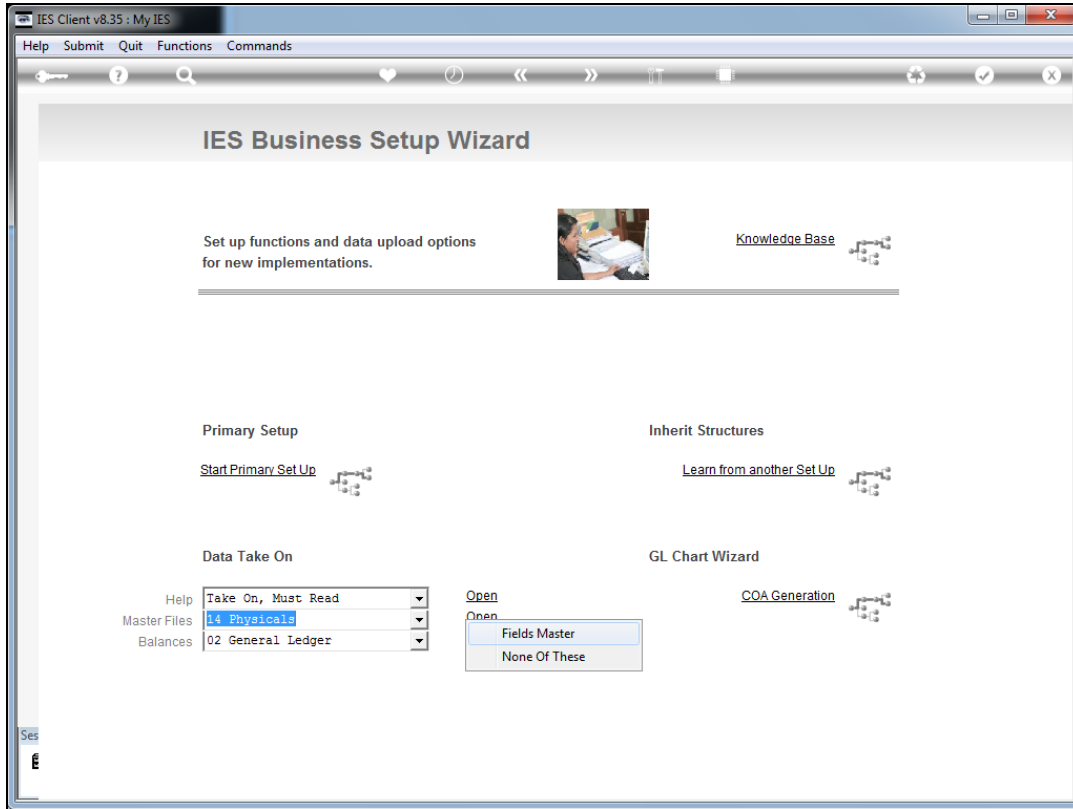 IES Client v8.35 : My IES
Help Submit Quit Functions Commands
IES Business Setup Wizard
Set up functions and data upload options
for new implementations.
Knowledge Base
Primary Setup
Inherit Structures
Start Primary Set Up
Learn from another Set Up
Data Take On
GL Chart Wizard
Help Take On, Must Read Open
COA Generation
Master Files 14 Physicals Open
Balances 02 General Ledger
Fields Master
None Of These
Ses